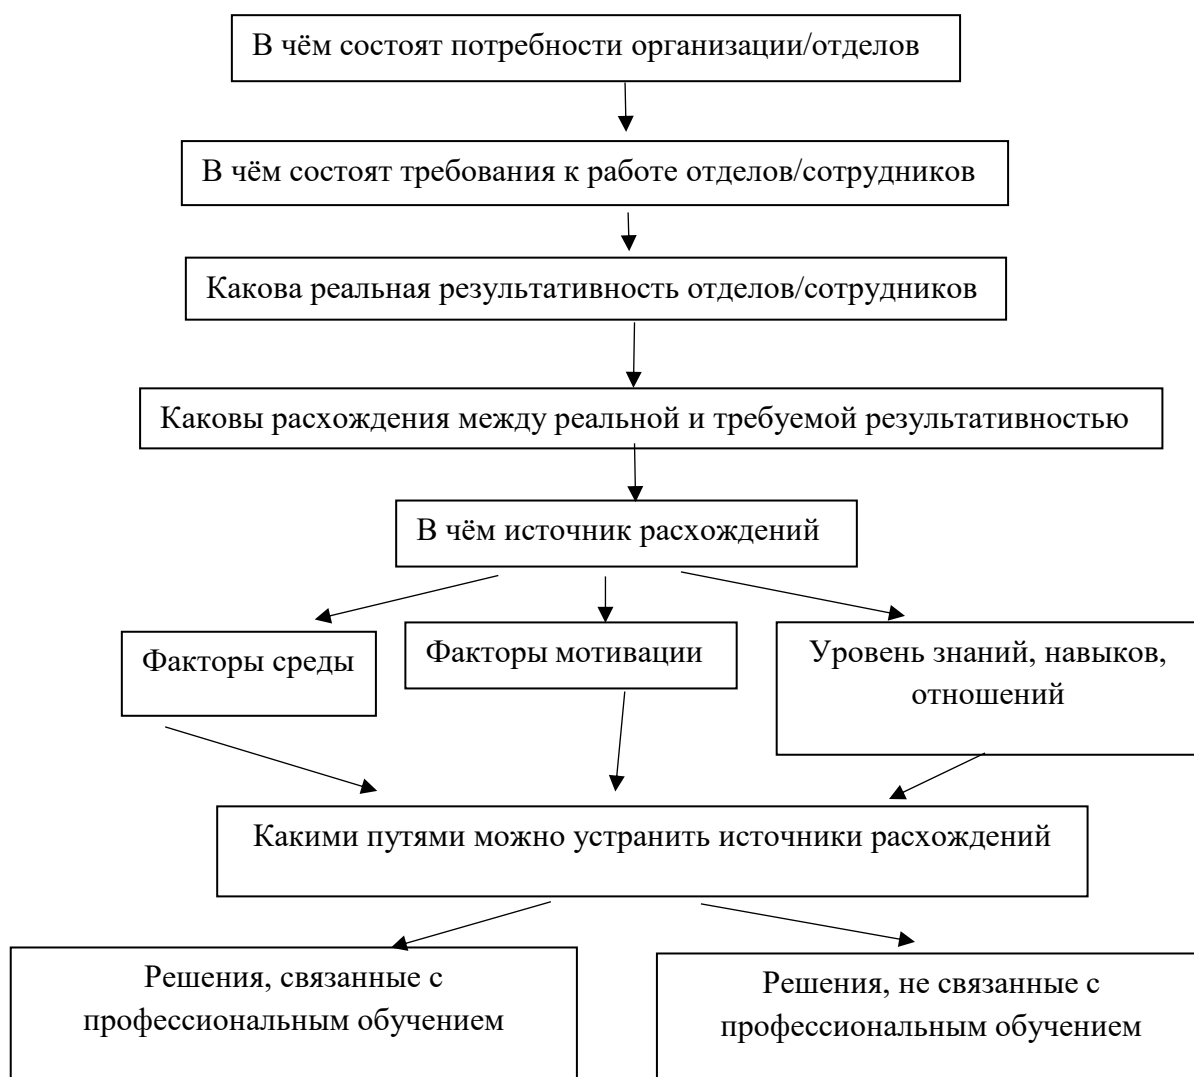 В чём состоят потребности организации/отделов
В чём состоят требования к работе отделов/сотрудников
Какова реальная результативность отделов/сотрудников
Каковы расхождения между реальной и требуемой результативностью
В чём источник расхождений
Факторы среды
Факторы мотивации
Уровень знаний, навыков,
отношений
Какими путями можно устранить источники расхождений
Решения, связанные с
профессиональным обучением
Решения, не связанные с
профессиональным обучением